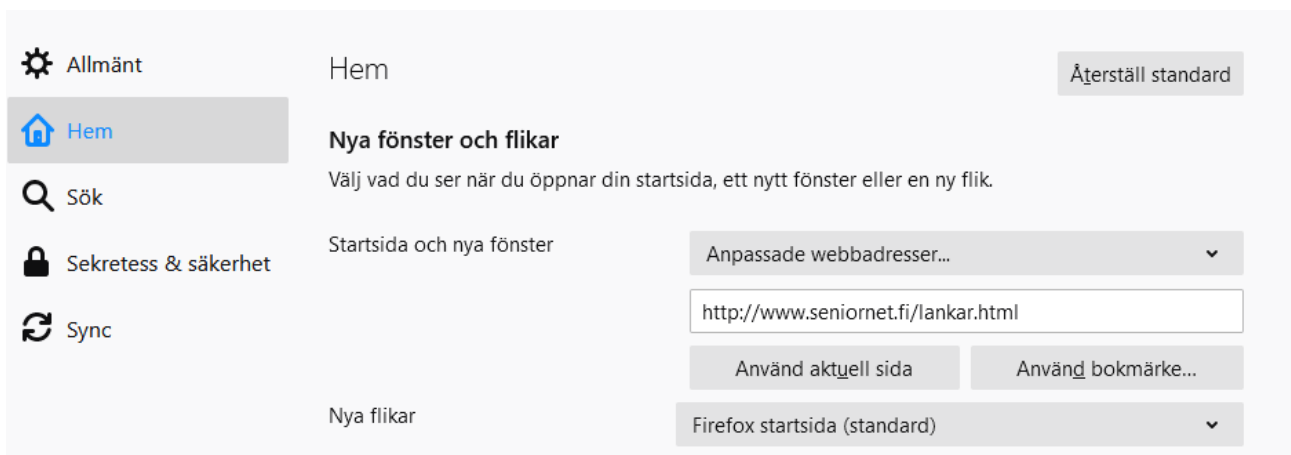 Allmänt
Hem
Sök
Sekretess & säkerhet
Sync
Hem
Återställ standard
Nya fönster och flikar
Välj vad du ser när du öppnar din startsida, ett nytt fönster eller en ny flik.
Startsida och nya fönster
Anpassade webbadresser...
http://www.seniornet.fi/lankar.html
Använd aktuell sida
Använd bokmärke...
Nya flikar
Firefox startsida (standard)